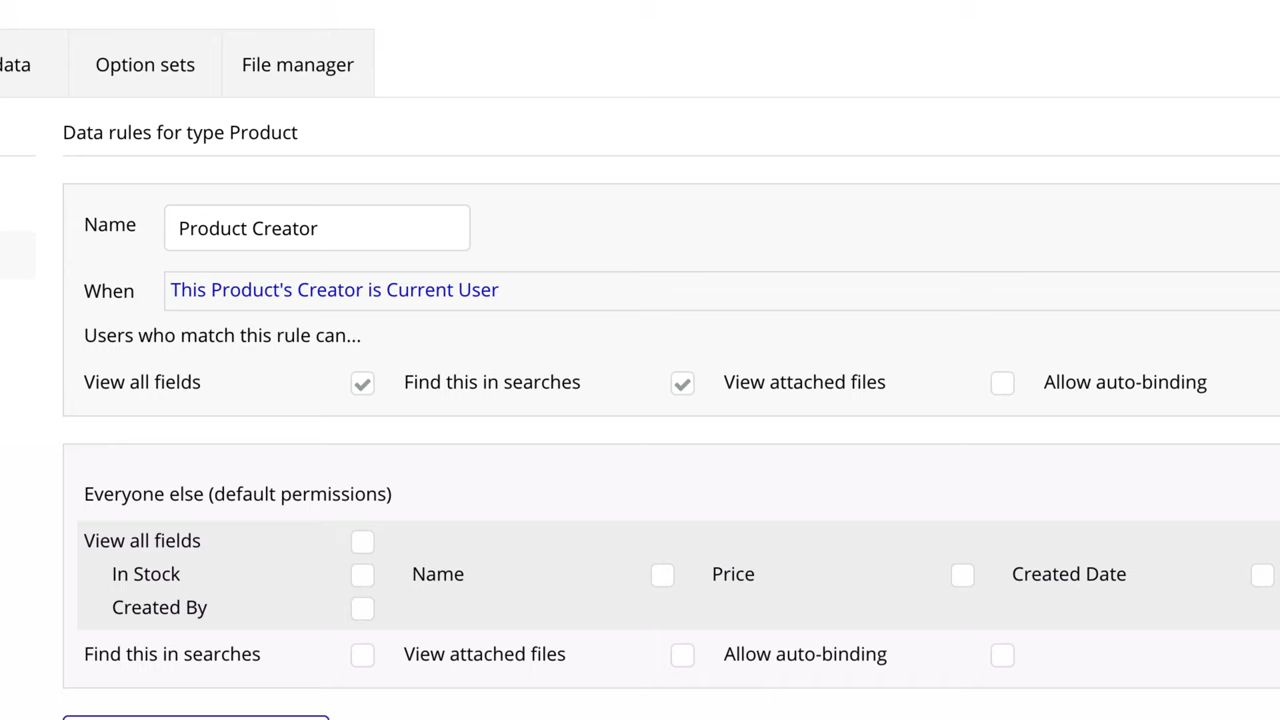 data Option sets File manager
Data rules for type Product
Name Product Creator
When This Product's Creator is Current User
Users who match this rule can...
View all fields Find this in searches View attached files Allow auto-binding
Everyone else (default permissions)
View all fields
In Stock Name Price Created Date
Created By
Find this in searches View attached files Allow auto-binding